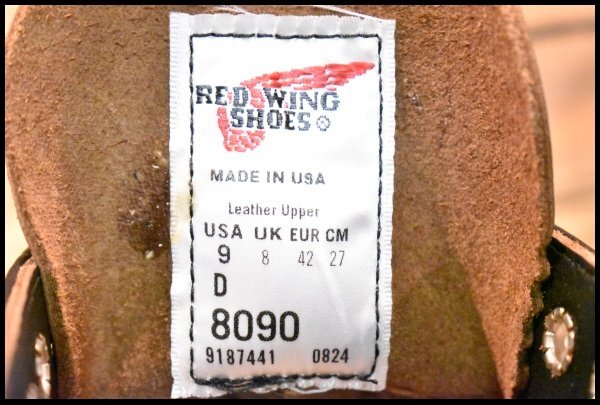 RED WING
SHOES®
MADE IN USA
Leather Upper
USA UK EUR CM
9 8 42 27
D
8090
9187441 0824